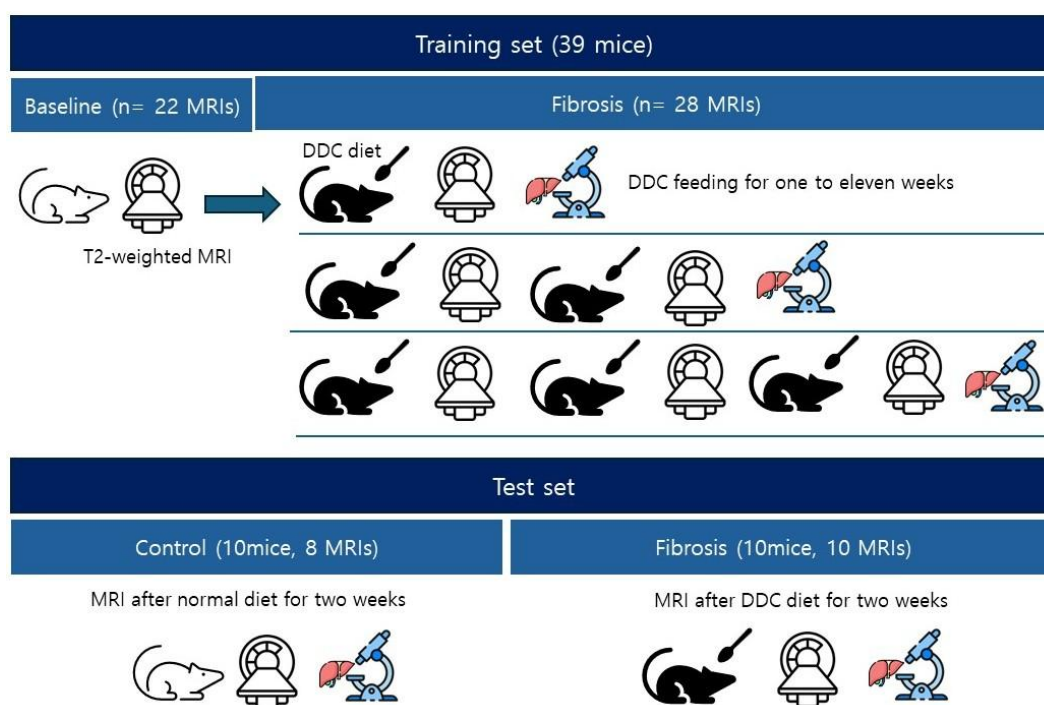 Training set (39 mice)
Baseline (n= 22 MRIs)
Fibrosis (n= 28 MRIs)
DDC diet
DDC feeding for one to eleven weeks
T2-weighted MRI
Test set
Control (10mice, 8 MRIs)
Fibrosis (10mice, 10 MRIs)
MRI after normal diet for two weeks
MRI after DDC diet for two weeks